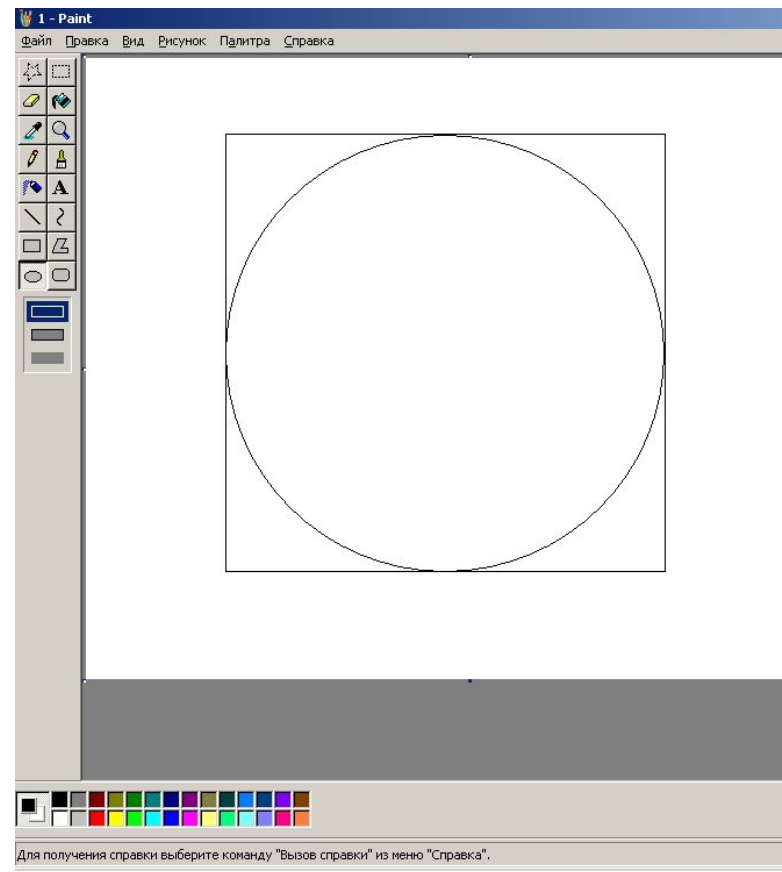 1 - Paint
Файл Правка Вид Рисунок Палитра Справка
A
Для получения справки выберите команду "Вызов справки" из меню "Справка".